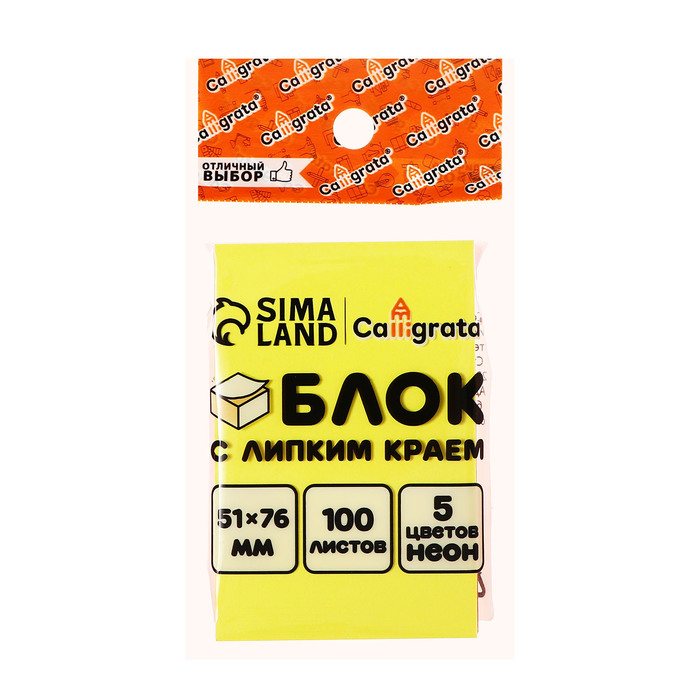 Calligrata®
Calligrata®
Calligrata®
Calligrata®
Calligrata®
Calligrata®
Calligrata®
ОТЛИЧНЫЙ
ВЫБОР
SIMA
LAND
Calligrata
БЛОК
С ЛИПКИМ КРАЕМ
51×76
ММ
100
ЛИСТОВ
5
ЦВЕТОВ
НЕОН